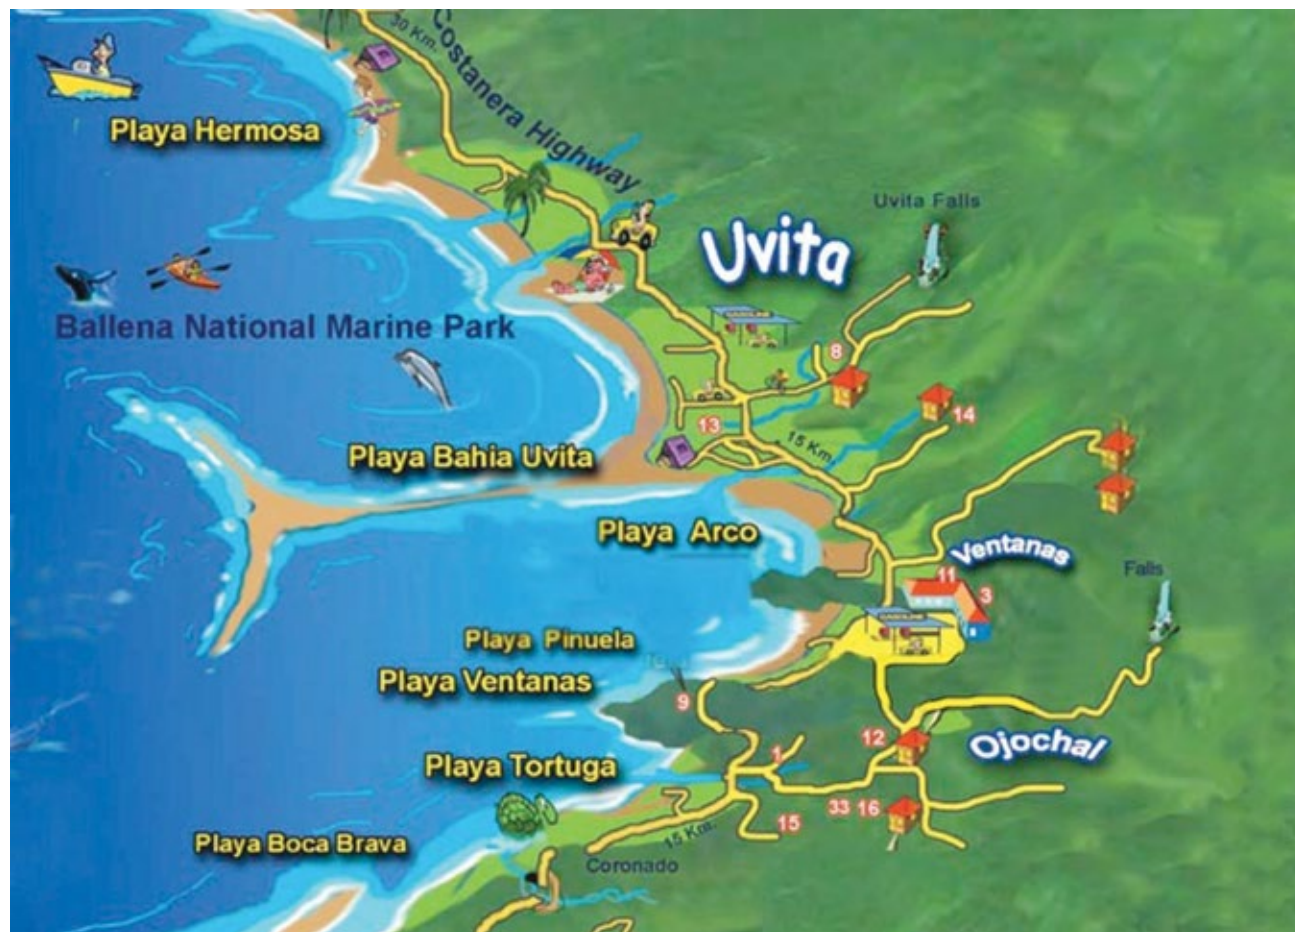 30 Km.
Costanera Highway
Playa Hermosa
Uvita Falls
Uvita
Ballena National Marine Park
GASOLINE
8
14
13
15 Km.
Playa Bahia Uvita
Playa Arco
Ventanas
Falls
11
3
GASOLINE
Playa Pinuela
Playa Ventanas
9
12
Ojochal
1
Playa Tortuga
33 16
15
15 Km.
Playa Boca Brava
Coronado